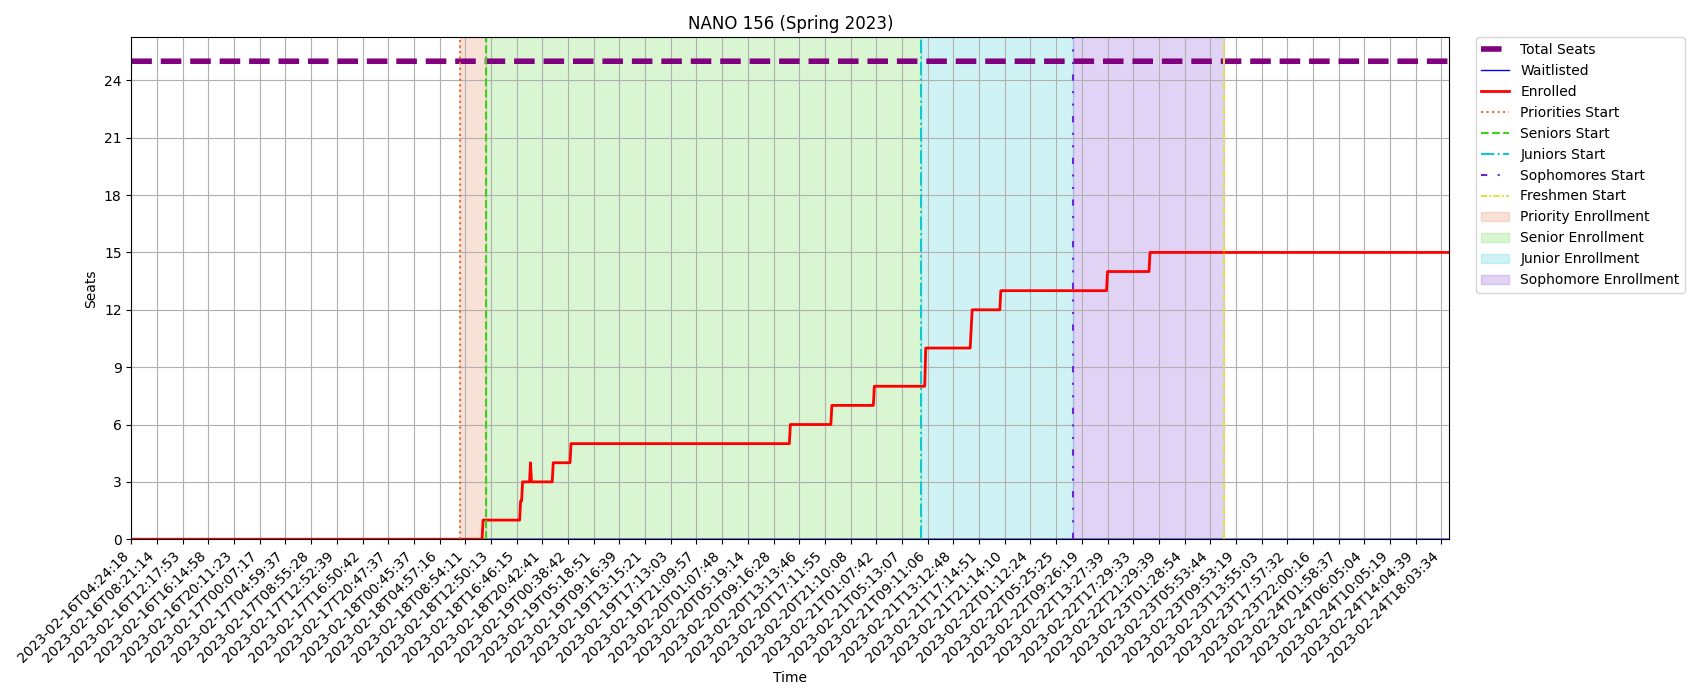 NANO 156 (Spring 2023)
Total Seats
Waitlisted
Enrolled
Priorities Start
Seniors Start
Juniors Start
Sophomores Start
Freshmen Start
Priority Enrollment
Senior Enrollment
Junior Enrollment
Sophomore Enrollment
Seats
24
21
18
15
12
9
6
3
0
2023-02-16T04:24:18
2023-02-16T08:21:14
2023-02-16T12:17:53
2023-02-16T16:14:58
2023-02-16T20:11:23
2023-02-17T00:07:17
2023-02-17T04:59:37
2023-02-17T08:55:28
2023-02-17T12:52:39
2023-02-17T16:50:42
2023-02-17T20:47:37
2023-02-18T00:45:37
2023-02-18T04:57:16
2023-02-18T08:54:11
2023-02-18T12:50:13
2023-02-18T16:46:15
2023-02-18T20:42:41
2023-02-19T00:38:42
2023-02-19T05:18:51
2023-02-19T09:16:39
2023-02-19T13:15:21
2023-02-19T17:13:03
2023-02-19T21:09:57
2023-02-20T01:07:48
2023-02-20T05:19:14
2023-02-20T09:16:28
2023-02-20T13:13:46
2023-02-20T17:11:55
2023-02-20T21:10:08
2023-02-21T01:07:42
2023-02-21T05:13:07
2023-02-21T09:11:06
2023-02-21T13:12:48
2023-02-21T17:14:51
2023-02-21T21:14:10
2023-02-22T01:12:24
2023-02-22T05:25:25
2023-02-22T09:26:19
2023-02-22T13:27:39
2023-02-22T17:29:33
2023-02-22T21:29:39
2023-02-23T01:28:54
2023-02-23T05:53:44
2023-02-23T09:53:19
2023-02-23T13:55:03
2023-02-23T17:57:32
2023-02-23T22:00:16
2023-02-24T01:58:37
2023-02-24T06:05:04
2023-02-24T10:05:19
2023-02-24T14:04:39
2023-02-24T18:03:34
Time